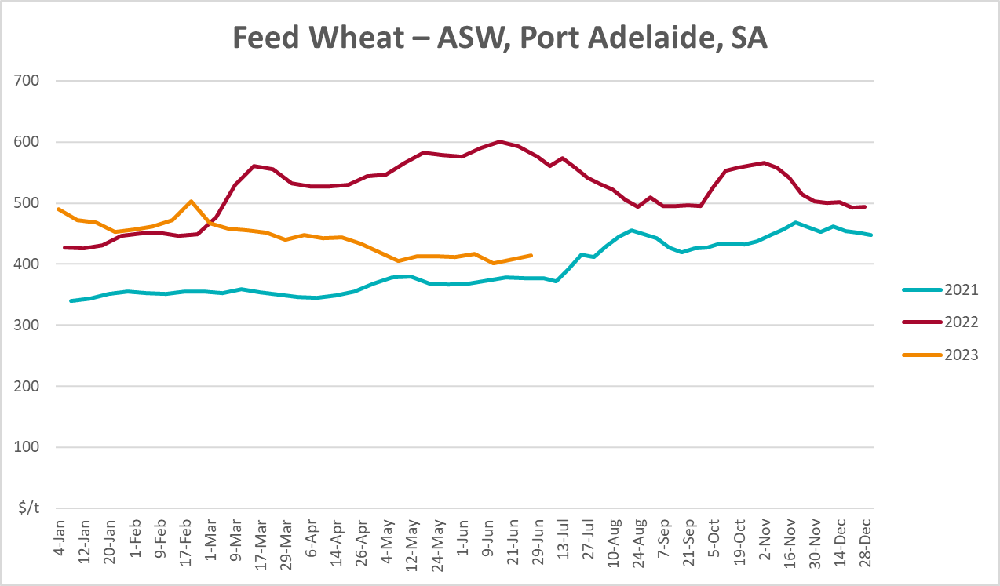 Feed Wheat – ASW, Port Adelaide, SA
700
600
500
400
300
200
100
$/t
4-Jan
12-Jan
20-Jan
1-Feb
9-Feb
17-Feb
1-Mar
9-Mar
17-Mar
29-Mar
6-Apr
14-Apr
26-Apr
4-May
12-May
24-May
1-Jun
9-Jun
21-Jun
29-Jun
13-Jul
27-Jul
10-Aug
24-Aug
7-Sep
21-Sep
5-Oct
19-Oct
2-Nov
16-Nov
30-Nov
14-Dec
28-Dec
2021
2022
2023